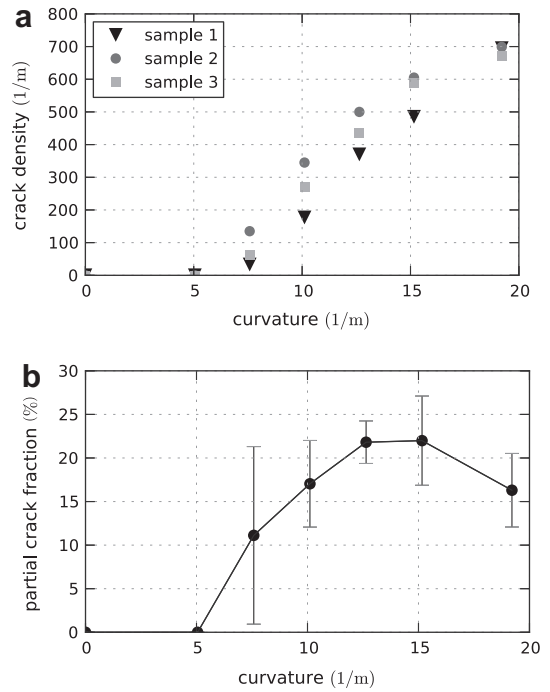 a
800
700
600
500
400
300
200
100
0
crack density (1/m)
sample 1
sample 2
sample 3
0 5 10 15 20
curvature (1/m)
b
30
25
20
15
10
5
0
partial crack fraction (%)
0 5 10 15 20
curvature (1/m)